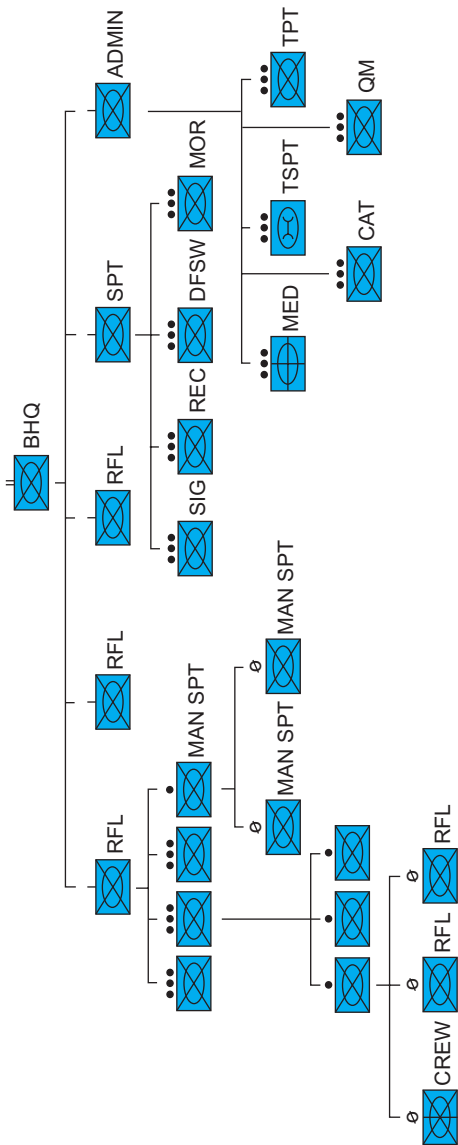 BHQ
RFL
RFL
RFL
SPT
ADMIN
MAN SPT
SIG
REC
DFSW
MOR
MAN SPT
MAN SPT
MED
TSPT
TPT
CAT
QM
CREW
RFL
RFL